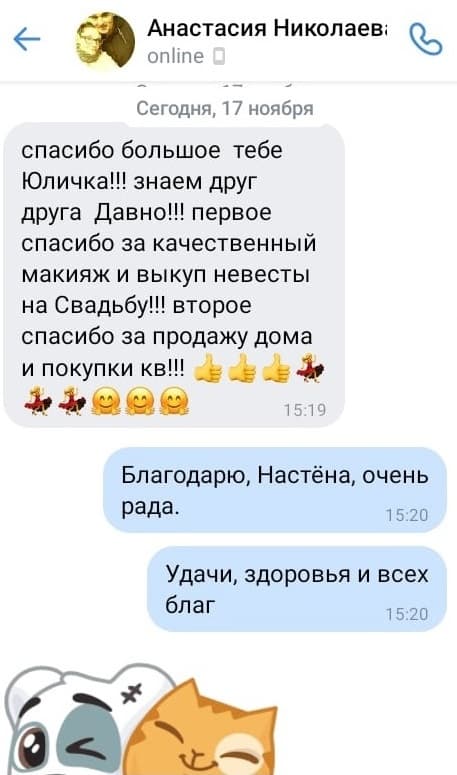 Анастасия Николаев
online
Сегодня, 17 ноября
спасибо большое тебе
Юличка!!! знаем друг
друга Давно!!! первое
спасибо за качественный
макияж и выкуп невесты
на Свадьбу!!! второе
спасибо за продажу дома
и покупки кв!!! 👍👍👍💃
💃💃🤗🤗🤗 15:19
Благодарю, Настёна, очень
рада. 15:20
Удачи, здоровья и всех
благ 15:20